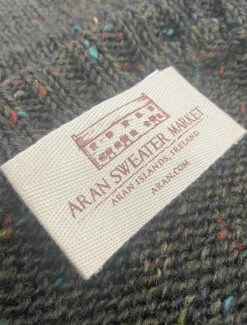 ARAN SWEATER MARKET
ARAN ISLANDS, IRELAND
ARAN.COM